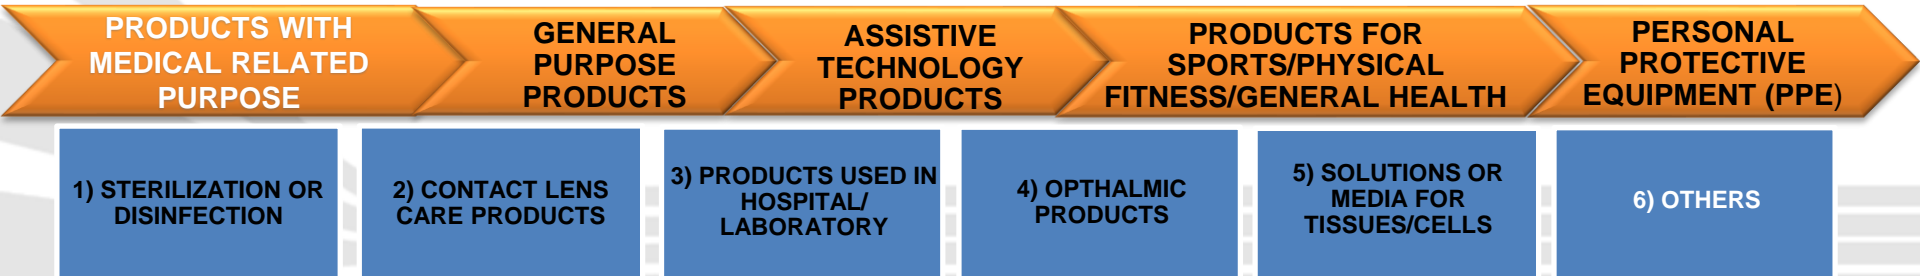 PRODUCTS WITH
MEDICAL RELATED
PURPOSE
GENERAL
PURPOSE
PRODUCTS
ASSISTIVE
TECHNOLOGY
PRODUCTS
PRODUCTS FOR
SPORTS/PHYSICAL
FITNESS/GENERAL HEALTH
PERSONAL
PROTECTIVE
EQUIPMENT (PPE)
1) STERILIZATION OR
DISINFECTION
2) CONTACT LENS
CARE PRODUCTS
3) PRODUCTS USED IN
HOSPITAL/
LABORATORY
4) OPTHALMIC
PRODUCTS
5) SOLUTIONS OR
MEDIA FOR
TISSUES/CELLS
6) OTHERS